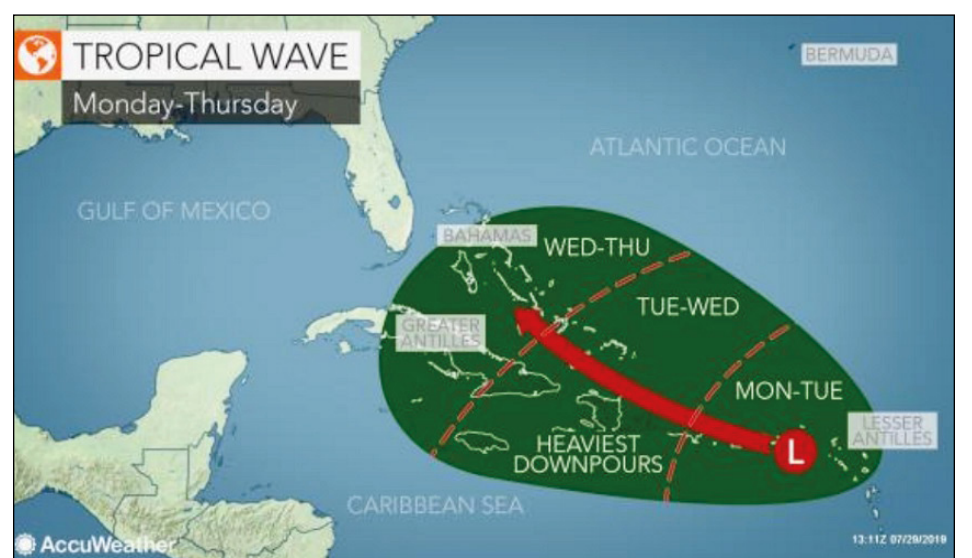 TROPICAL WAVE
Monday-Thursday
BERMUDA
ATLANTIC OCEAN
GULF OF MEXICO
BAHAMAS
WED-THU
TUE-WED
GREATER
ANTILLES
MON-TUE
LESSER
ANTILLES
HEAVIEST
DOWNPOURS
L
CARIBBEAN SEA
AccuWeather
13:11Z 07/29/2019